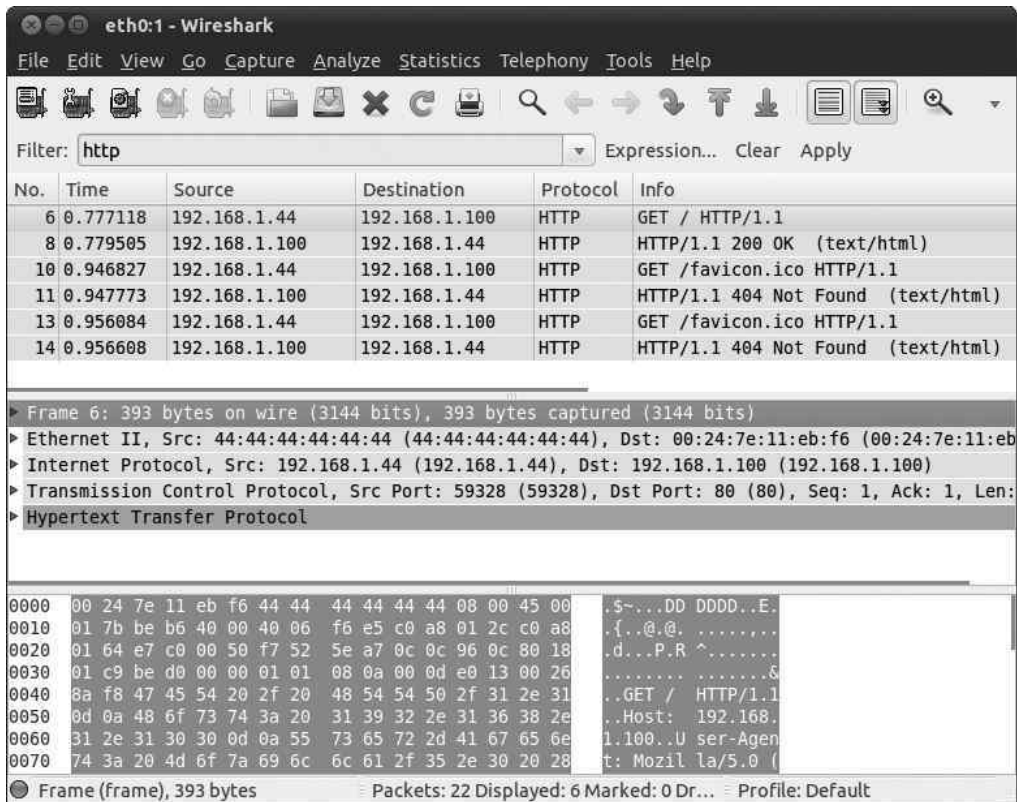 eth0:1 - Wireshark
File Edit View Go Capture Analyze Statistics Telephony Tools Help
Filter: http Expression... Clear Apply
No. Time Source Destination Protocol Info
6 0.777118 192.168.1.44 192.168.1.100 HTTP GET / HTTP/1.1
8 0.779505 192.168.1.100 192.168.1.44 HTTP HTTP/1.1 200 OK (text/html)
10 0.946827 192.168.1.44 192.168.1.100 HTTP GET /favicon.ico HTTP/1.1
11 0.947773 192.168.1.100 192.168.1.44 HTTP HTTP/1.1 404 Not Found (text/html)
13 0.956084 192.168.1.44 192.168.1.100 HTTP GET /favicon.ico HTTP/1.1
14 0.956608 192.168.1.100 192.168.1.44 HTTP HTTP/1.1 404 Not Found (text/html)
Frame 6: 393 bytes on wire (3144 bits), 393 bytes captured (3144 bits)
Ethernet II, Src: 44:44:44:44:44:44 (44:44:44:44:44:44), Dst: 00:24:7e:11:eb:f6 (00:24:7e:11:eb
Internet Protocol, Src: 192.168.1.44 (192.168.1.44), Dst: 192.168.1.100 (192.168.1.100)
Transmission Control Protocol, Src Port: 59328 (59328), Dst Port: 80 (80), Seq: 1, Ack: 1, Len:
Hypertext Transfer Protocol
0000 00 24 7e 11 eb f6 44 44 44 44 44 44 08 00 45 00 .$~...DD DDDD..E.
0010 01 7b be b6 40 00 40 06 f6 e5 c0 a8 01 2c c0 a8 .{..@.@. .....,..
0020 01 64 e7 c0 00 50 f7 52 5e a7 0c 0c 96 0c 80 18 .d...P.R ^.......
0030 01 c9 be d0 00 00 01 01 08 0a 00 0d e0 13 00 26 ........ .......&
0040 8a f8 47 45 54 20 2f 20 48 54 54 50 2f 31 2e 31 ..GET / HTTP/1.1
0050 0d 0a 48 6f 73 74 3a 20 31 39 32 2e 31 36 38 2e ..Host: 192.168.
0060 31 2e 31 30 30 0d 0a 55 73 65 72 2d 41 67 65 6e 1.100..U ser-Agen
0070 74 3a 20 4d 6f 7a 69 6c 6c 61 2f 35 2e 30 20 28 t: Mozil la/5.0 (
Frame (frame), 393 bytes Packets: 22 Displayed: 6 Marked: 0 Dr... Profile: Default